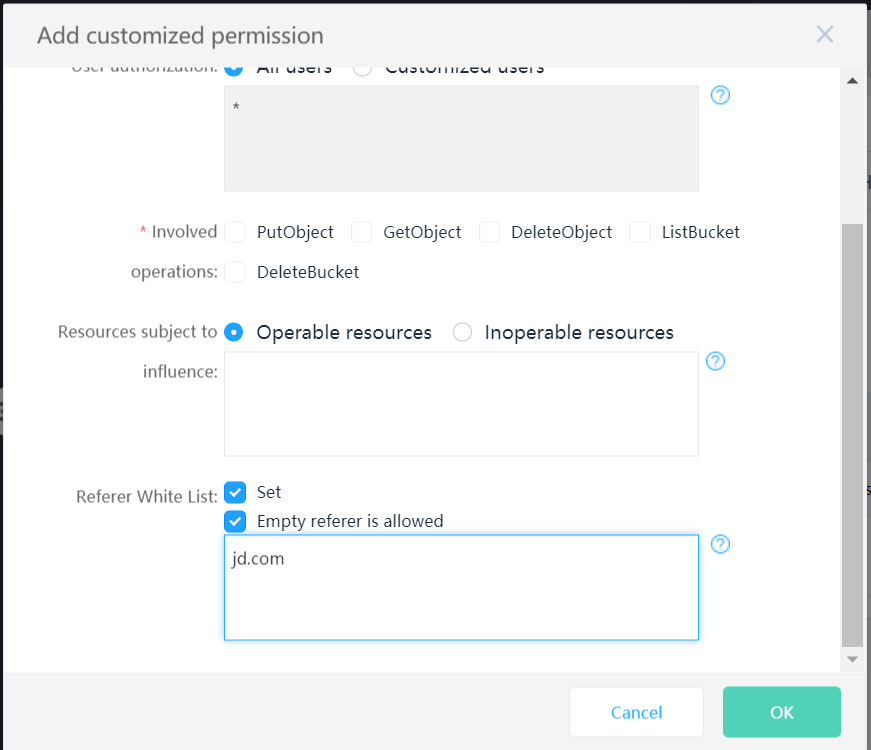 Add customized permission
User authorization: All users Customized users
*
* Involved operations: PutObject GetObject DeleteObject ListBucket
DeleteBucket
Resources subject to influence: Operable resources Inoperable resources
Referer White List: Set
Empty referer is allowed
jd.com
Cancel OK